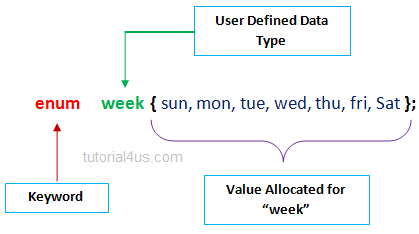 User Defined Data
Type
enum week { sun, mon, tue, wed, thu, fri, Sat };
tutorial4us.com
Keyword
Value Allocated for
“week”